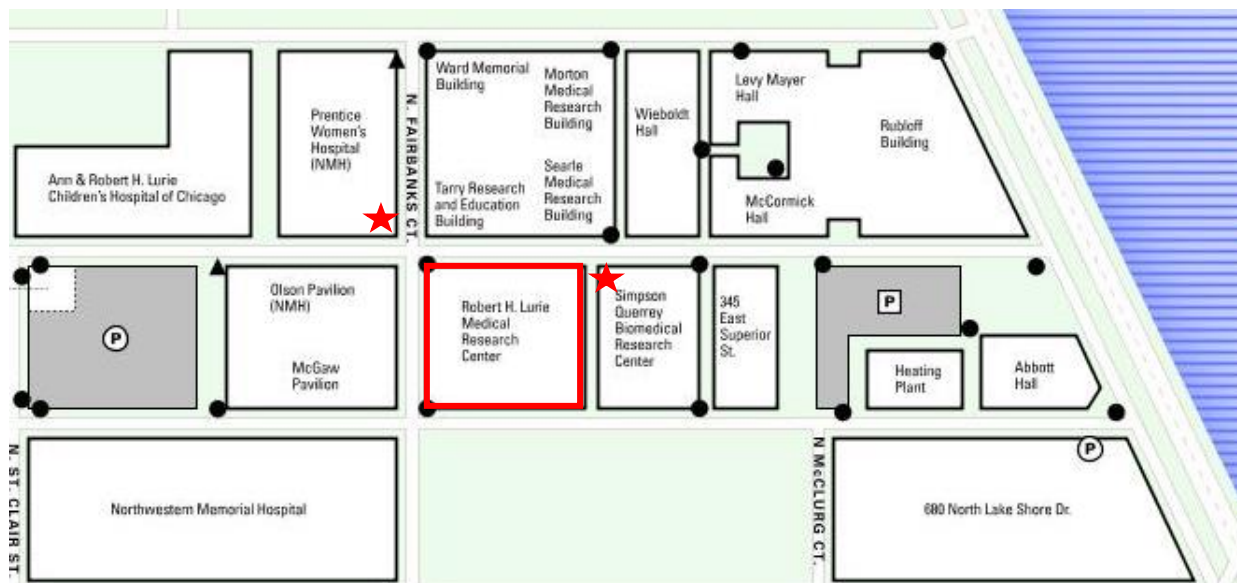 Ward Memorial
Building
Morton
Medical
Research
Building
Levy Mayer
Hall
Prentice
Women's
Hospital
(NMH)
N. FAIRBANKS CT.
Wieboldt
Hall
Rubloff
Building
Ann & Robert H. Lurie
Children's Hospital of Chicago
Tarry Research
and Education
Building
Searle
Medical
Research
Building
McCormick
Hall
Olson Pavilion
(NMH)
McGaw
Pavilion
Robert H. Lurie
Medical
Research
Center
Simpson
Querrey
Biomedical
Research
Center
345
East
Superior
St.
P
P
Heating
Plant
Abbott
Hall
N. ST. CLAIR ST.
Northwestern Memorial Hospital
N McCLURG CT.
P
680 North Lake Shore Dr.